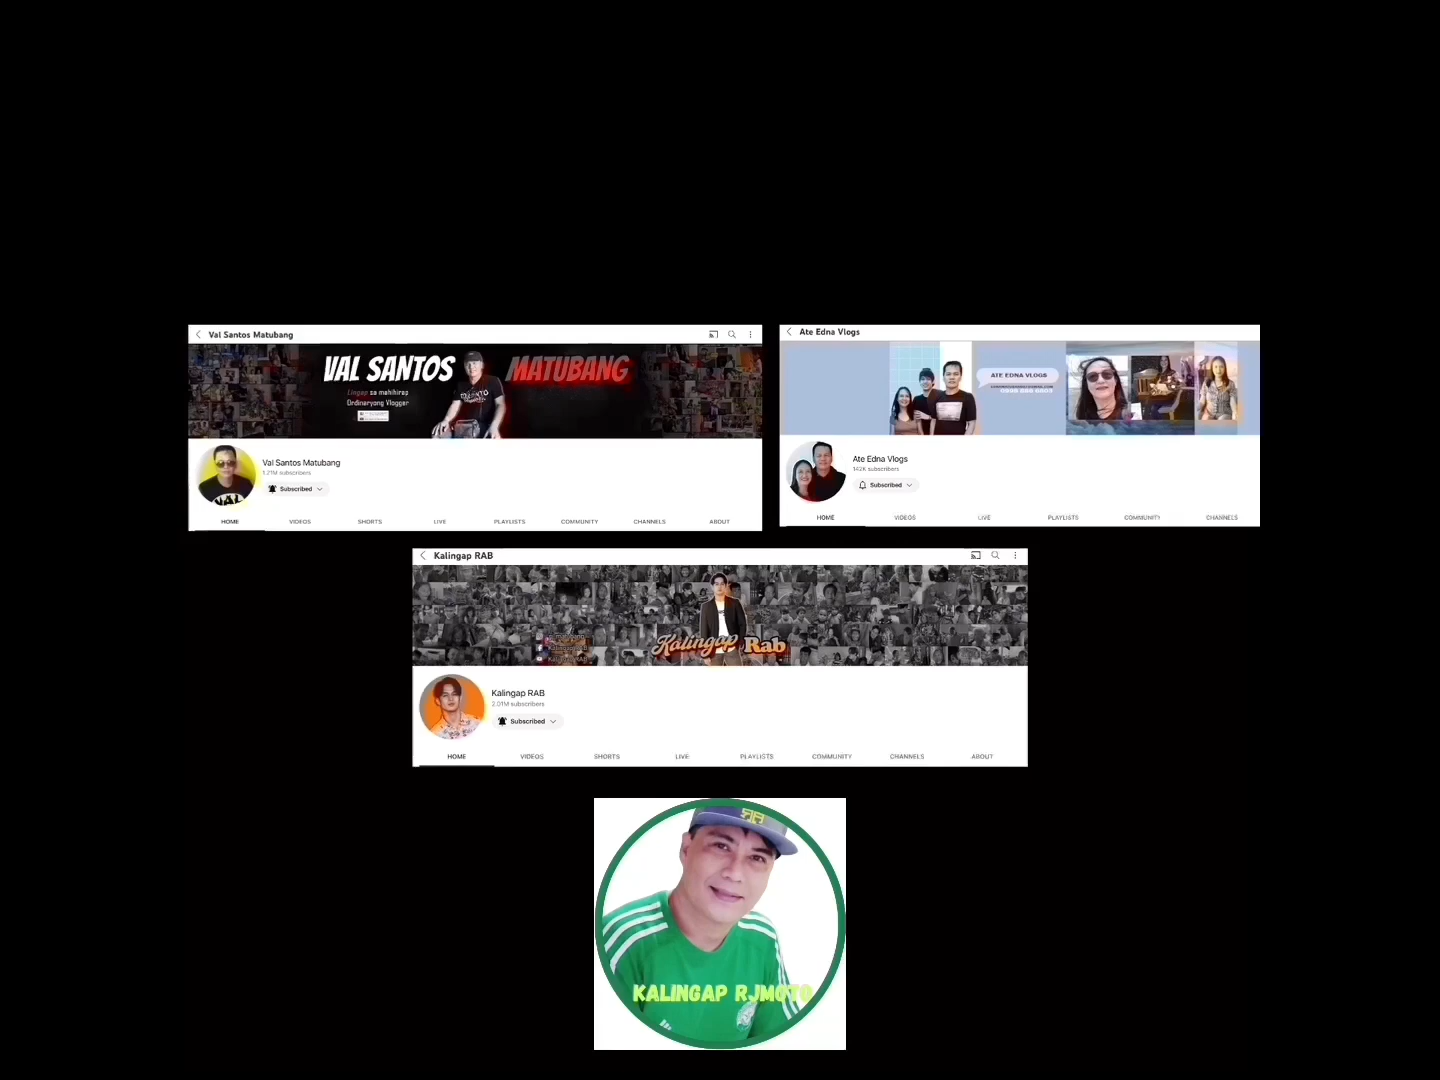 Val Santos Matubang
VAL SANTOS MATUBANG
Lingap sa mahihirap
Ordinaryong Vlogger
Val Santos Matubang
1.21M subscribers
Subscribed
HOME VIDEOS SHORTS LIVE PLAYLISTS COMMUNITY CHANNELS ABOUT
Ate Edna Vlogs
ATE EDNA VLOGS
Ate Edna Vlogs
142K subscribers
Subscribed
HOME VIDEOS LIVE PLAYLISTS COMMUNITY CHANNELS
Kalingap RAB
Kalingap Rab
Kalingap RAB
2.01M subscribers
Subscribed
HOME VIDEOS SHORTS LIVE PLAYLISTS COMMUNITY CHANNELS ABOUT
KALINGAP RJMOTO